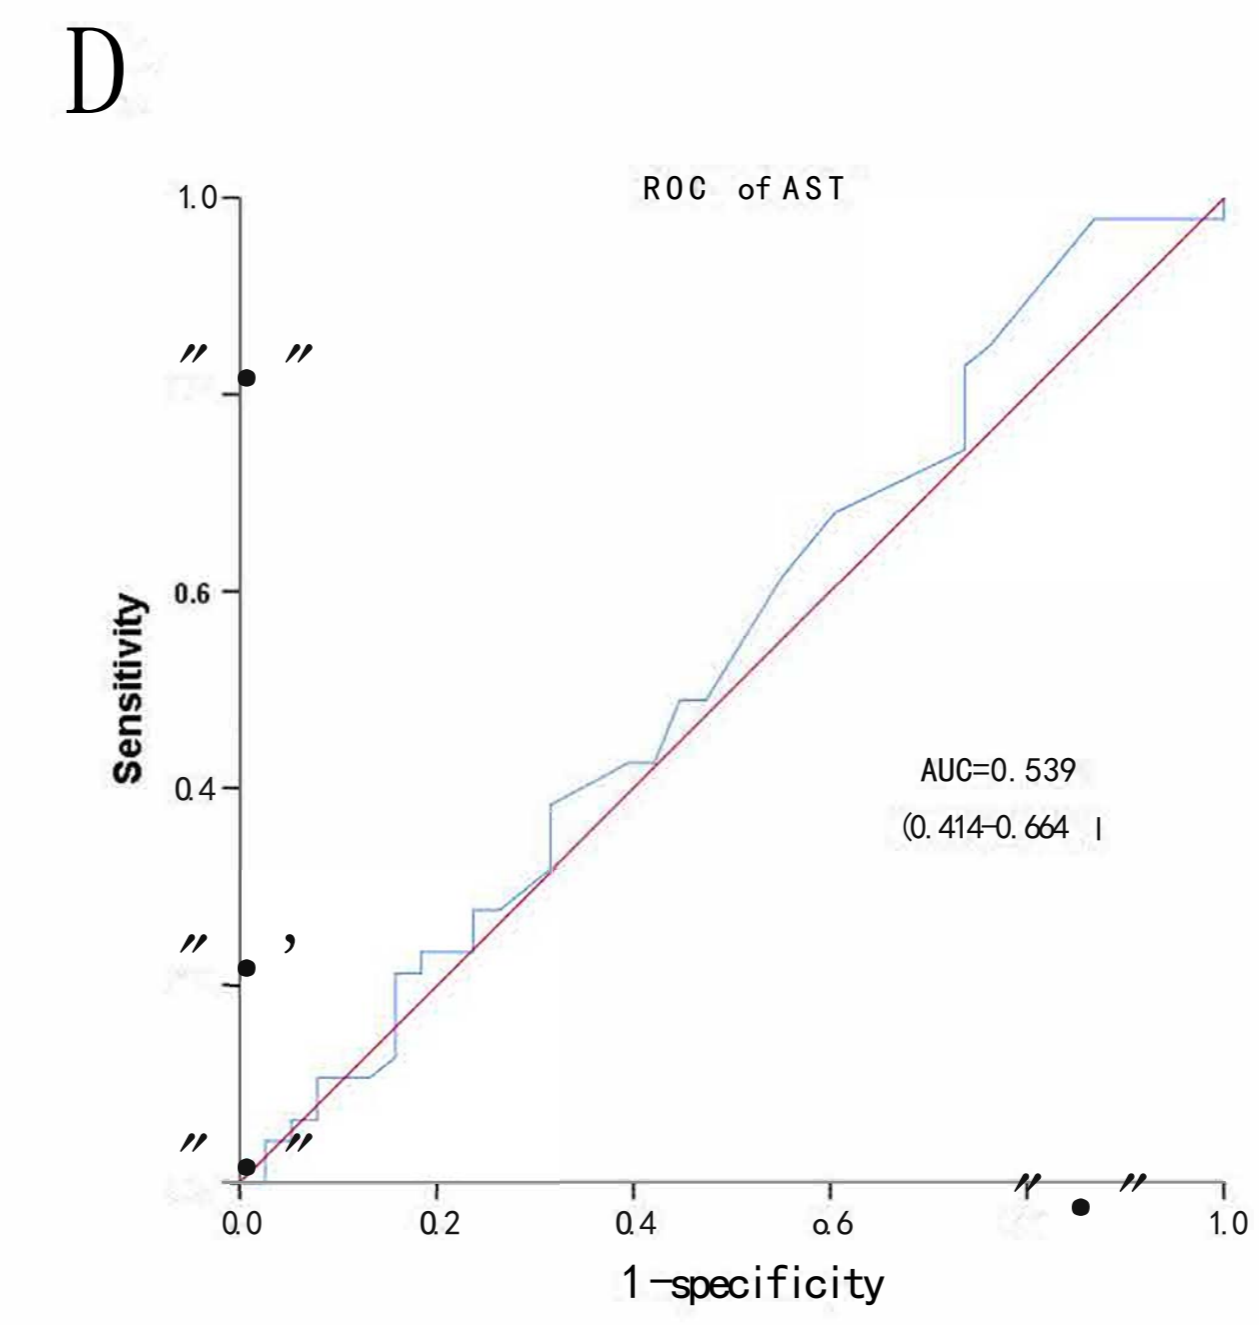 D
ROC of AST
1.0
″ . ″
0.6
Sensitivity
0.4
AUC=0.539
(0.414-0.664 |
″ . ,
″ . ″
0.0 0.2 0.4 o.6 ″ . ″ 1.0
1-specificity